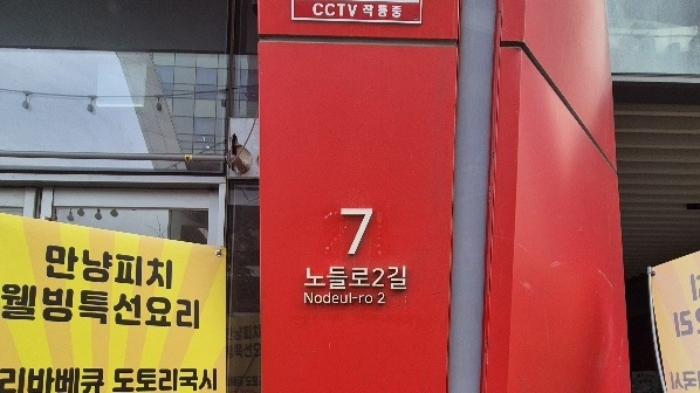 CCTV 작동중
7
노들로2길
Nodeul-ro 2
만냥피치
웰빙특선요리
리바베큐 도토리국시